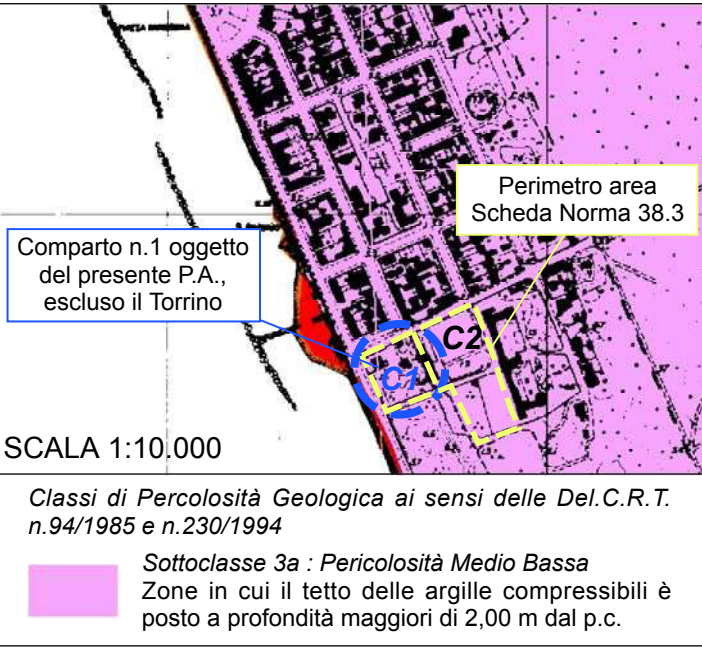 Perimetro area
Scheda Norma 38.3
Comparto n.1 oggetto
del presente P.A.,
escluso il Torrino
C2
C1
SCALA 1:10.000
Classi di Percolosità Geologica ai sensi delle Del.C.R.T.
n.94/1985 e n.230/1994
Sottoclasse 3a : Pericolosità Medio Bassa
Zone in cui il tetto delle argille compressibili è
posto a profondità maggiori di 2,00 m dal p.c.